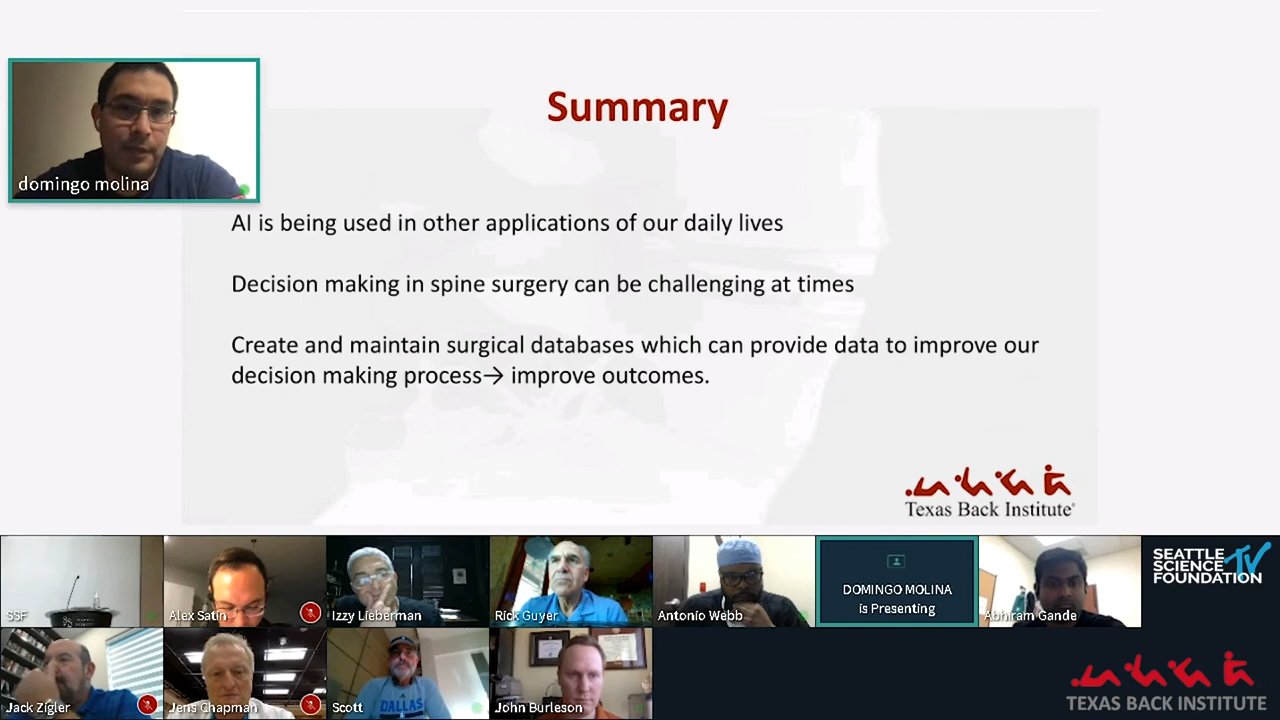 Summary
domingo molina
AI is being used in other applications of our daily lives
Decision making in spine surgery can be challenging at times
Create and maintain surgical databases which can provide data to improve our
decision making process→ improve outcomes.
Texas Back Institute®
SSF
Alex Satin
Izzy Lieberman
Rick Guyer
Antonio Webb
DOMINGO MOLINA
is Presenting
Abhiram Gande
SEATTLE
SCIENCE
FOUNDATION
TV
Jack Zigler
Jens Chapman
Scott
DALLAS
John Burleson
TEXAS BACK INSTITUTE